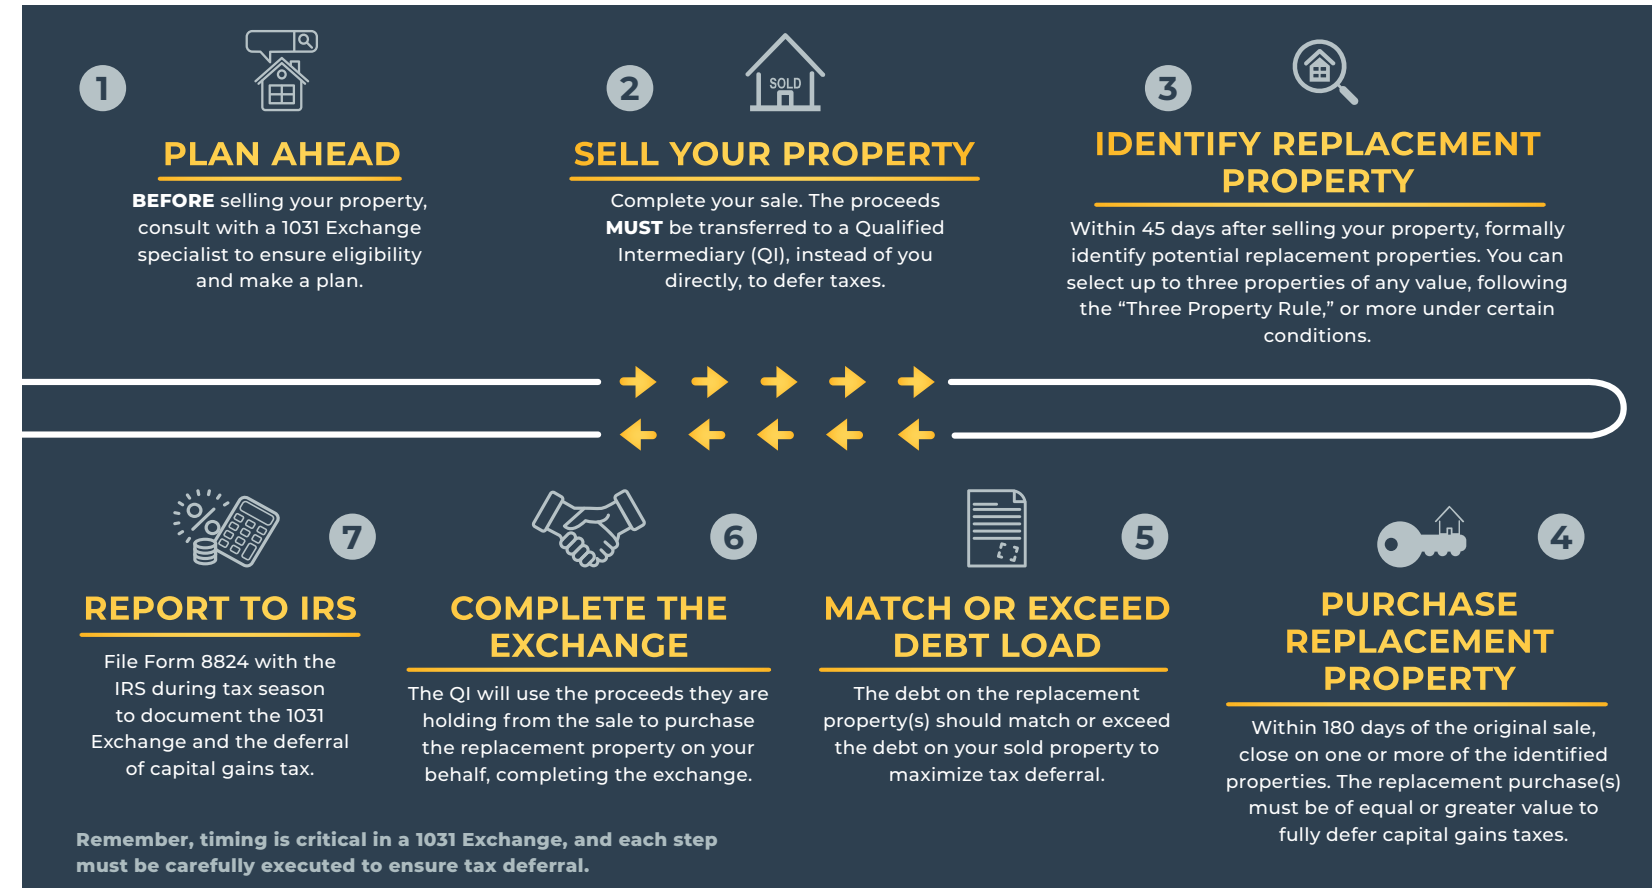 1
PLAN AHEAD
BEFORE selling your property,
consult with a 1031 Exchange
specialist to ensure eligibility
and make a plan.
2
SOLD
SELL YOUR PROPERTY
Complete your sale. The proceeds
MUST be transferred to a Qualified
Intermediary (QI), instead of you
directly, to defer taxes.
3
IDENTIFY REPLACEMENT
PROPERTY
Within 45 days after selling your property, formally
identify potential replacement properties. You can
select up to three properties of any value, following
the “Three Property Rule,” or more under certain
conditions.
4
PURCHASE
REPLACEMENT
PROPERTY
Within 180 days of the original sale,
close on one or more of the identified
properties. The replacement purchase(s)
must be of equal or greater value to
fully defer capital gains taxes.
5
MATCH OR EXCEED
DEBT LOAD
The debt on the replacement
property(s) should match or exceed
the debt on your sold property to
maximize tax deferral.
6
COMPLETE THE
EXCHANGE
The QI will use the proceeds they are
holding from the sale to purchase
the replacement property on your
behalf, completing the exchange.
7
REPORT TO IRS
File Form 8824 with the
IRS during tax season
to document the 1031
Exchange and the deferral
of capital gains tax.
Remember, timing is critical in a 1031 Exchange, and each step
must be carefully executed to ensure tax deferral.